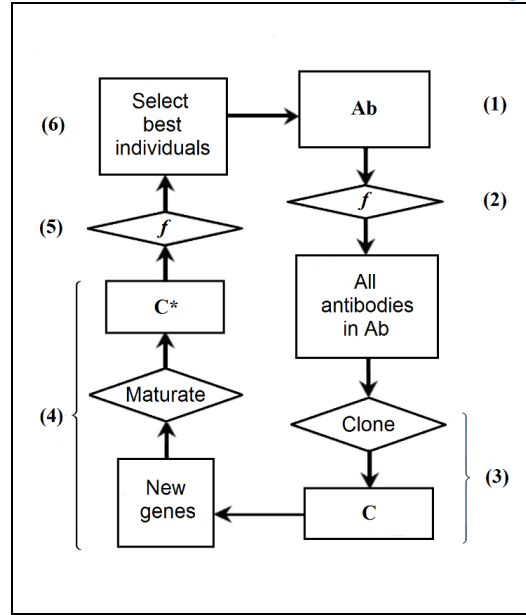 Ab
(1)
f
(2)
All
antibodies
in Ab
Clone
C
(3)
New
genes
Maturate
C*
(4)
f
(5)
Select
best
individuals
(6)